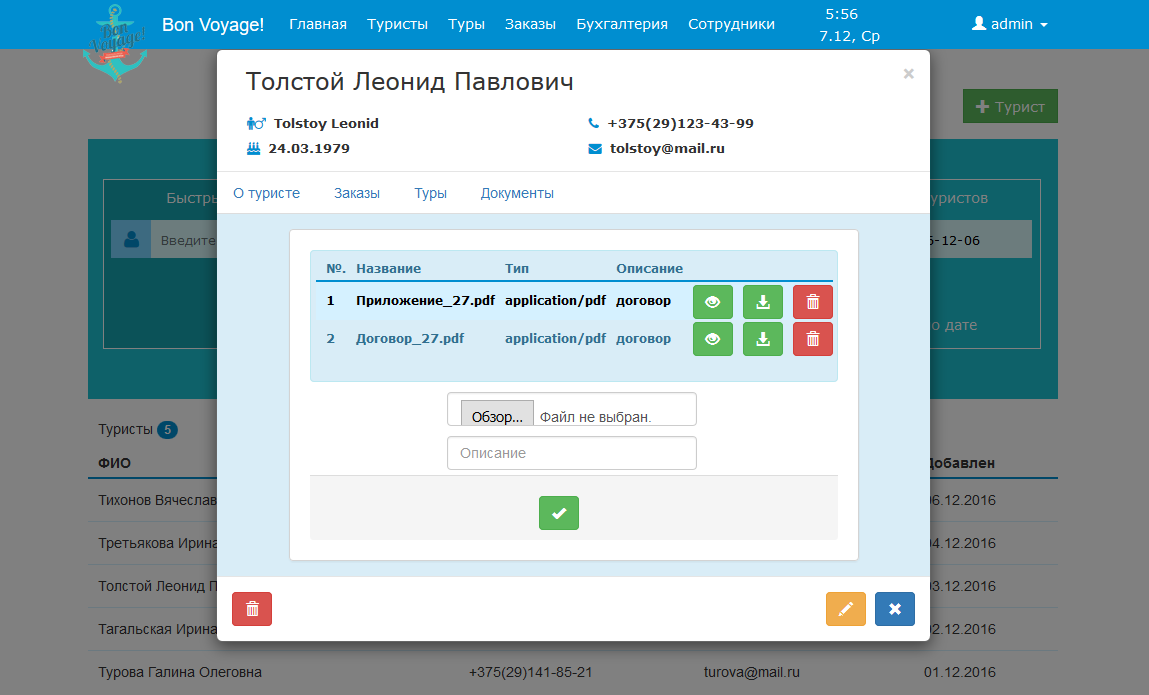 Bon Voyage!
Bon Voyage! Главная Туристы Туры Заказы Бухгалтерия Сотрудники 5:56 7.12, Ср admin
Толстой Леонид Павлович ×
Турист
Tolstoy Leonid +375(29)123-43-99
24.03.1979 tolstoy@mail.ru
О туристе Заказы Туры Документы
Введите
-12-06
№. Название Тип Описание
1 Приложение_27.pdf application/pdf договор
2 Договор_27.pdf application/pdf договор
о дате
Обзор... Файл не выбран.
Описание
Туристы 5
ФИО Добавлен
Тихонов Вячеслав 06.12.2016
Третьякова Ирина 04.12.2016
Толстой Леонид П 03.12.2016
Тагальская Ирина 02.12.2016
Турова Галина Олеговна +375(29)141-85-21 turova@mail.ru 01.12.2016